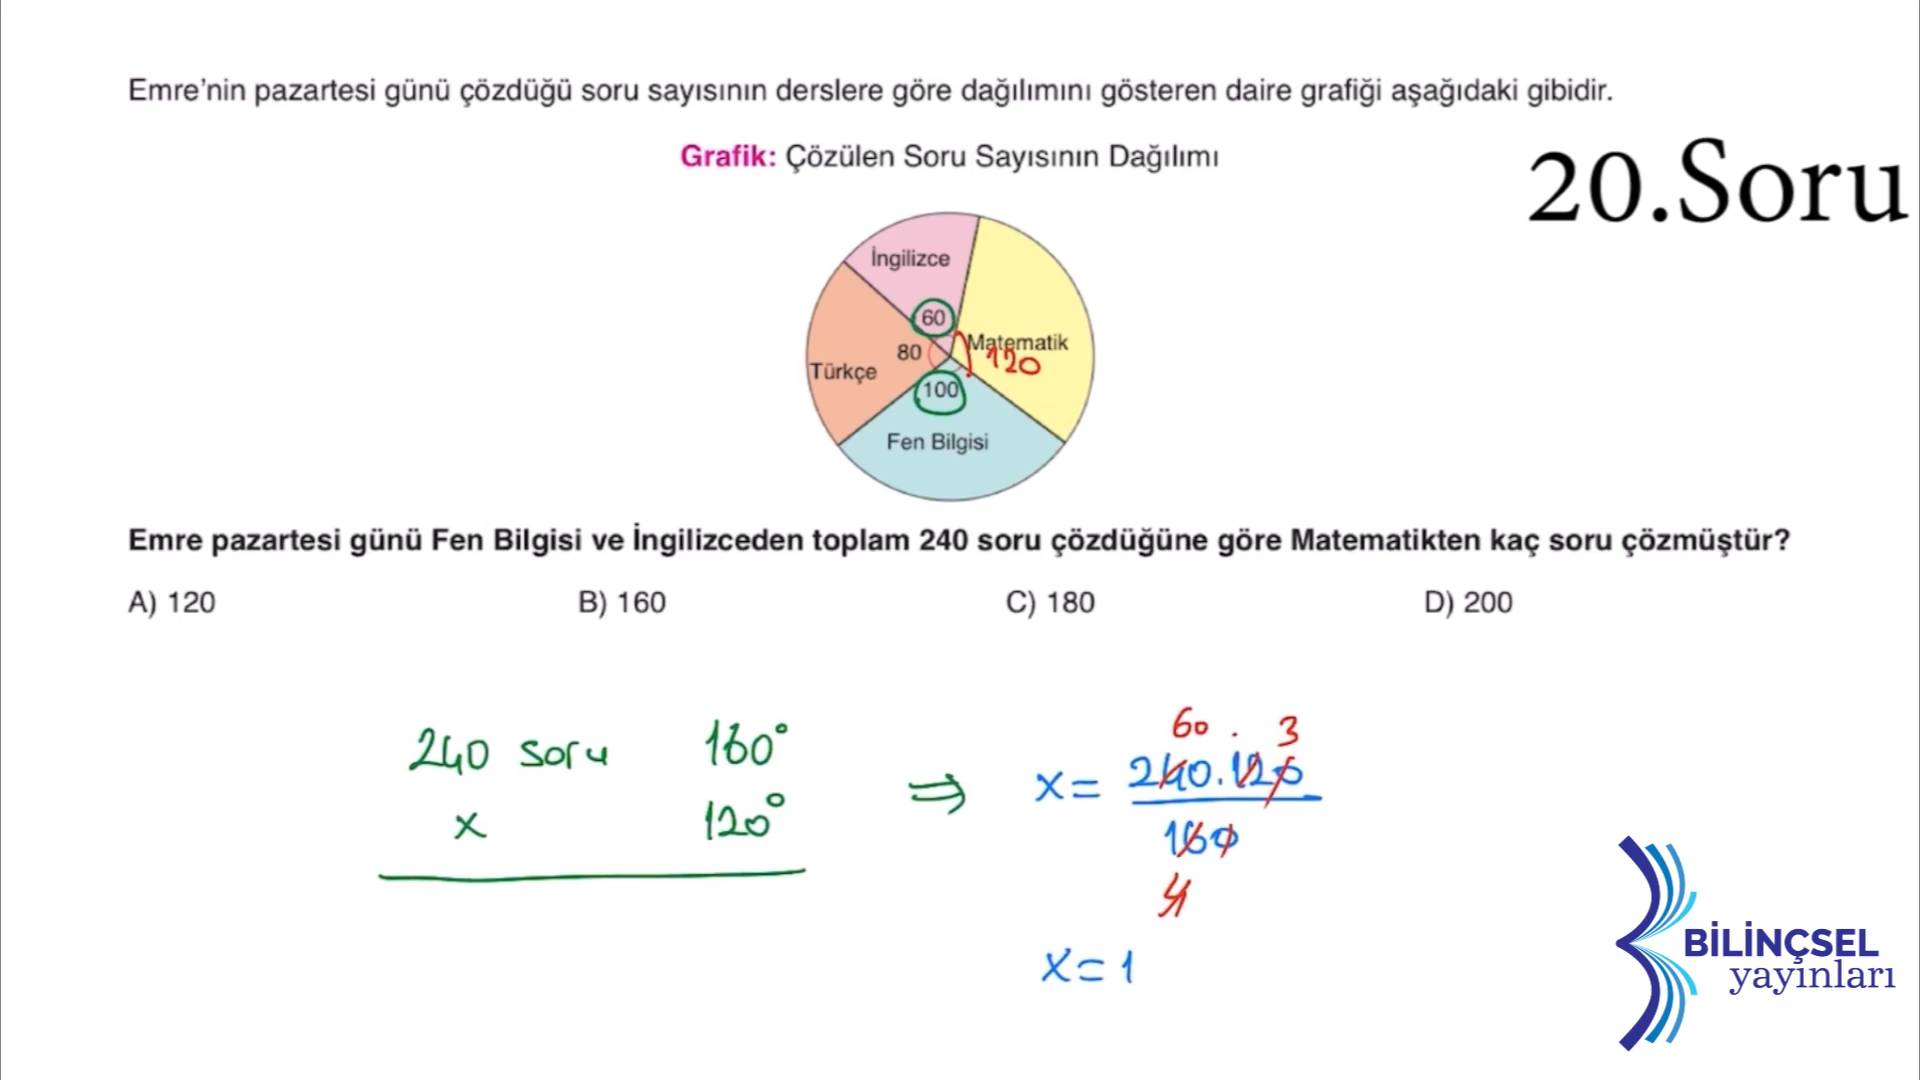 Emre'nin pazartesi günü çözdüğü soru sayısının derslere göre dağılımını gösteren daire grafiği aşağıdaki gibidir.
Grafik: Çözülen Soru Sayısının Dağılımı
20.Soru
İngilizce
60
Matematik
80
120
Türkçe
100
Fen Bilgisi
Emre pazartesi günü Fen Bilgisi ve İngilizceden toplam 240 soru çözdüğüne göre Matematikten kaç soru çözmüştür?
A) 120 B) 160 C) 180 D) 200
60 . 3
240 soru 160°
x 120°
⇒ x = 240.120
160
4
x = 1
BİLİNÇSEL
yayınları